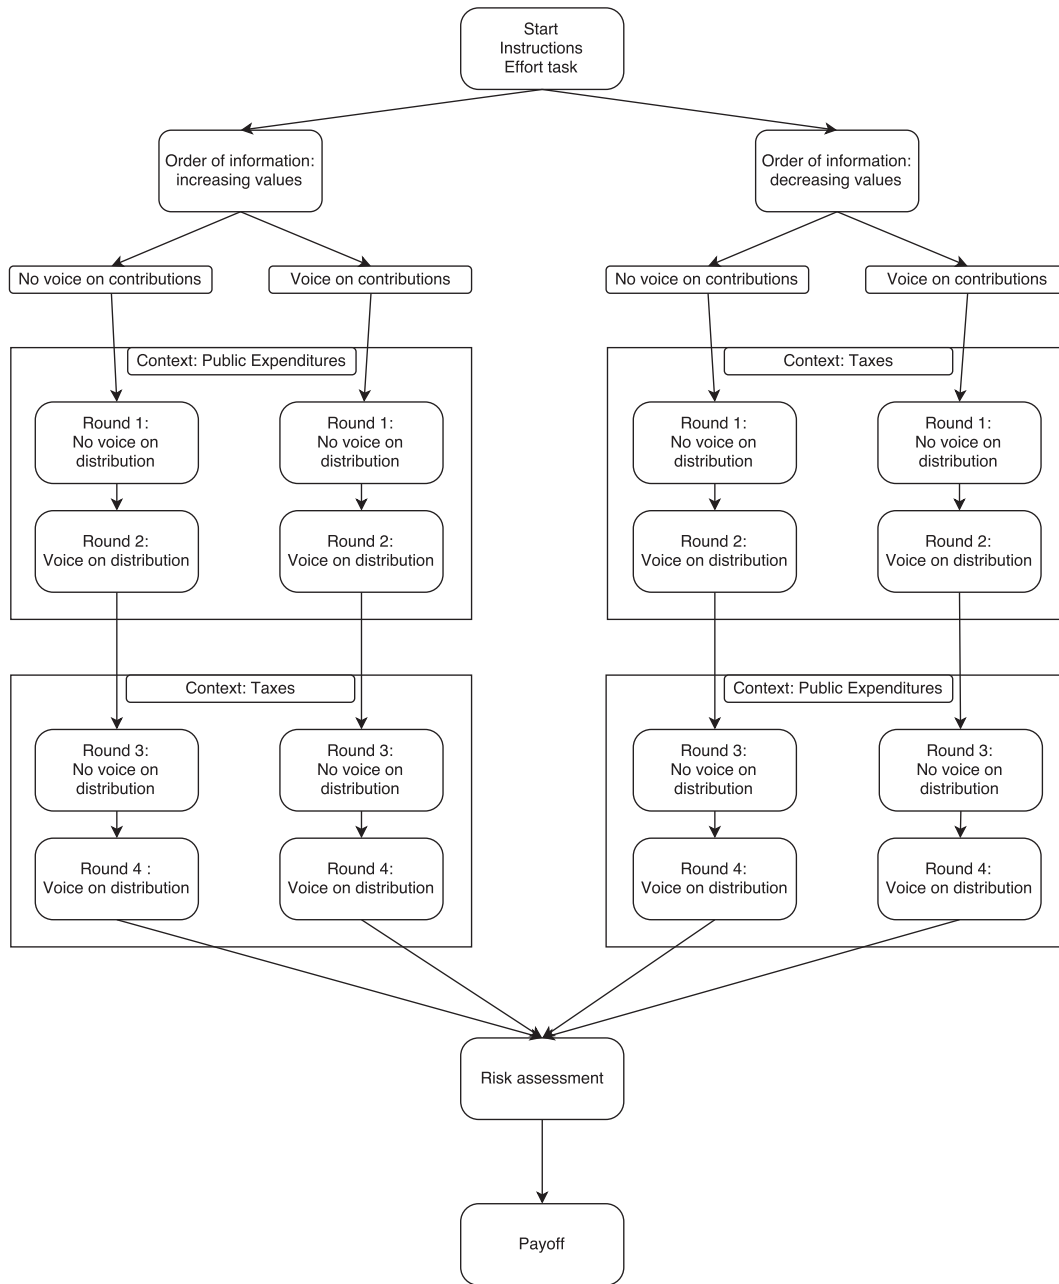 Start
Instructions
Effort task
Order of information:
increasing values
Order of information:
decreasing values
No voice on contributions
Voice on contributions
No voice on contributions
Voice on contributions
Context: Public Expenditures
Context: Taxes
Round 1:
No voice on
distribution
Round 1:
No voice on
distribution
Round 1:
No voice on
distribution
Round 1:
No voice on
distribution
Round 2:
Voice on distribution
Round 2:
Voice on distribution
Round 2:
Voice on distribution
Round 2:
Voice on distribution
Context: Taxes
Context: Public Expenditures
Round 3:
No voice on
distribution
Round 3:
No voice on
distribution
Round 3:
No voice on
distribution
Round 3:
No voice on
distribution
Round 4 :
Voice on distribution
Round 4:
Voice on distribution
Round 4:
Voice on distribution
Round 4:
Voice on distribution
Risk assessment
Payoff